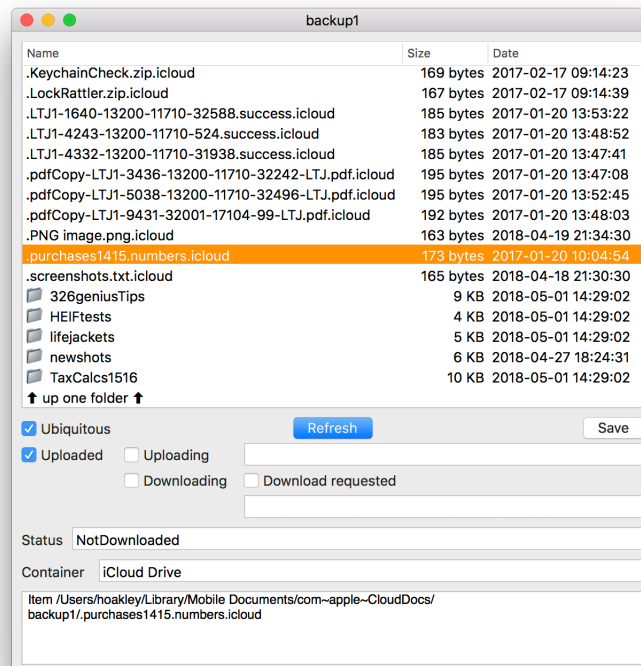 backup1
Name Size Date
.KeychainCheck.zip.icloud 169 bytes 2017-02-17 09:14:23
.LockRattler.zip.icloud 167 bytes 2017-02-17 09:14:39
.LTJ1-1640-13200-11710-32588.success.icloud 185 bytes 2017-01-20 13:53:22
.LTJ1-4243-13200-11710-524.success.icloud 183 bytes 2017-01-20 13:48:52
.LTJ1-4332-13200-11710-31938.success.icloud 185 bytes 2017-01-20 13:47:41
.pdfCopy-LTJ1-3436-13200-11710-32242-LTJ.pdf.icloud 195 bytes 2017-01-20 13:47:08
.pdfCopy-LTJ1-5038-13200-11710-32496-LTJ.pdf.icloud 195 bytes 2017-01-20 13:52:45
.pdfCopy-LTJ1-9431-32001-17104-99-LTJ.pdf.icloud 192 bytes 2017-01-20 13:48:03
.PNG image.png.icloud 163 bytes 2018-04-19 21:34:30
.purchases1415.numbers.icloud 173 bytes 2017-01-20 10:04:54
.screenshots.txt.icloud 165 bytes 2018-04-18 21:30:30
326geniusTips 9 KB 2018-05-01 14:29:02
HEIFtests 4 KB 2018-05-01 14:29:02
lifejackets 5 KB 2018-05-01 14:29:02
newshots 6 KB 2018-04-27 18:24:31
TaxCalcs1516 10 KB 2018-05-01 14:29:02
⬆ up one folder ⬆
Ubiquitous Refresh Save
Uploaded Uploading
Downloading Download requested
Status NotDownloaded
Container iCloud Drive
Item /Users/hoakley/Library/Mobile Documents/com~apple~CloudDocs/
backup1/.purchases1415.numbers.icloud